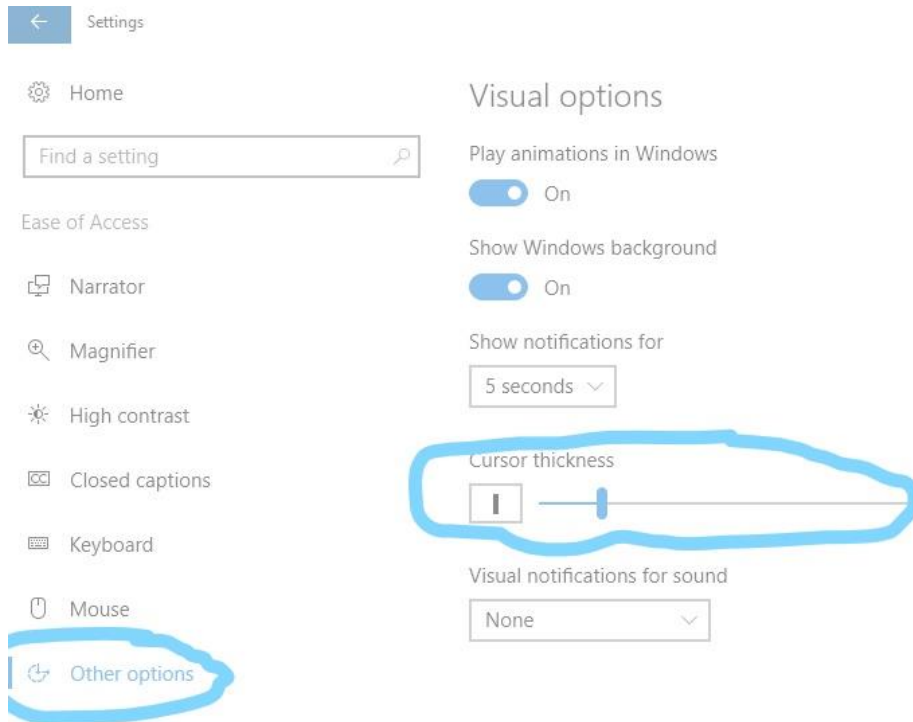 Settings
Home
Find a setting
Ease of Access
Narrator
Magnifier
High contrast
CC Closed captions
Keyboard
Mouse
Other options
Visual options
Play animations in Windows
On
Show Windows background
On
Show notifications for
5 seconds
Cursor thickness
Visual notifications for sound
None